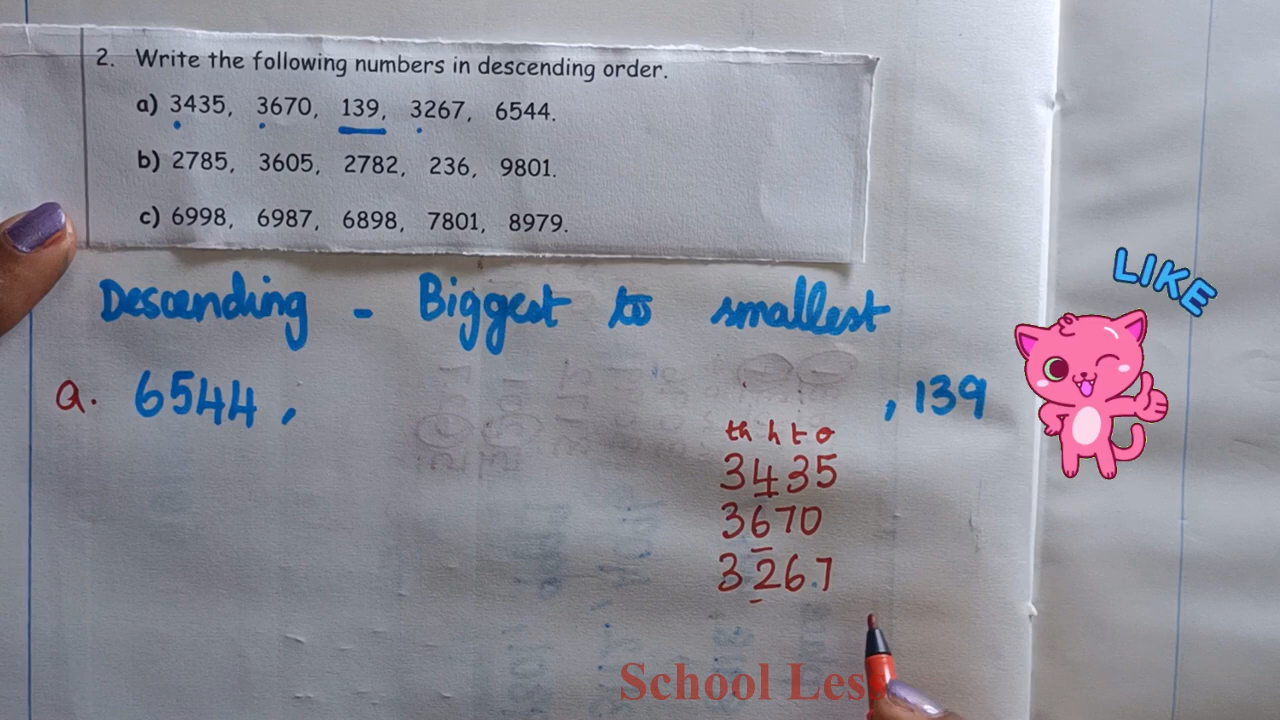 2. Write the following numbers in descending order.
a) 3435, 3670, 139, 3267, 6544.
b) 2785, 3605, 2782, 236, 9801.
c) 6998, 6987, 6898, 7801, 8979.
Descending - Biggest to smallest
LIKE
a. 6544, , 139
th h t o
3435
3670
3267
School Less